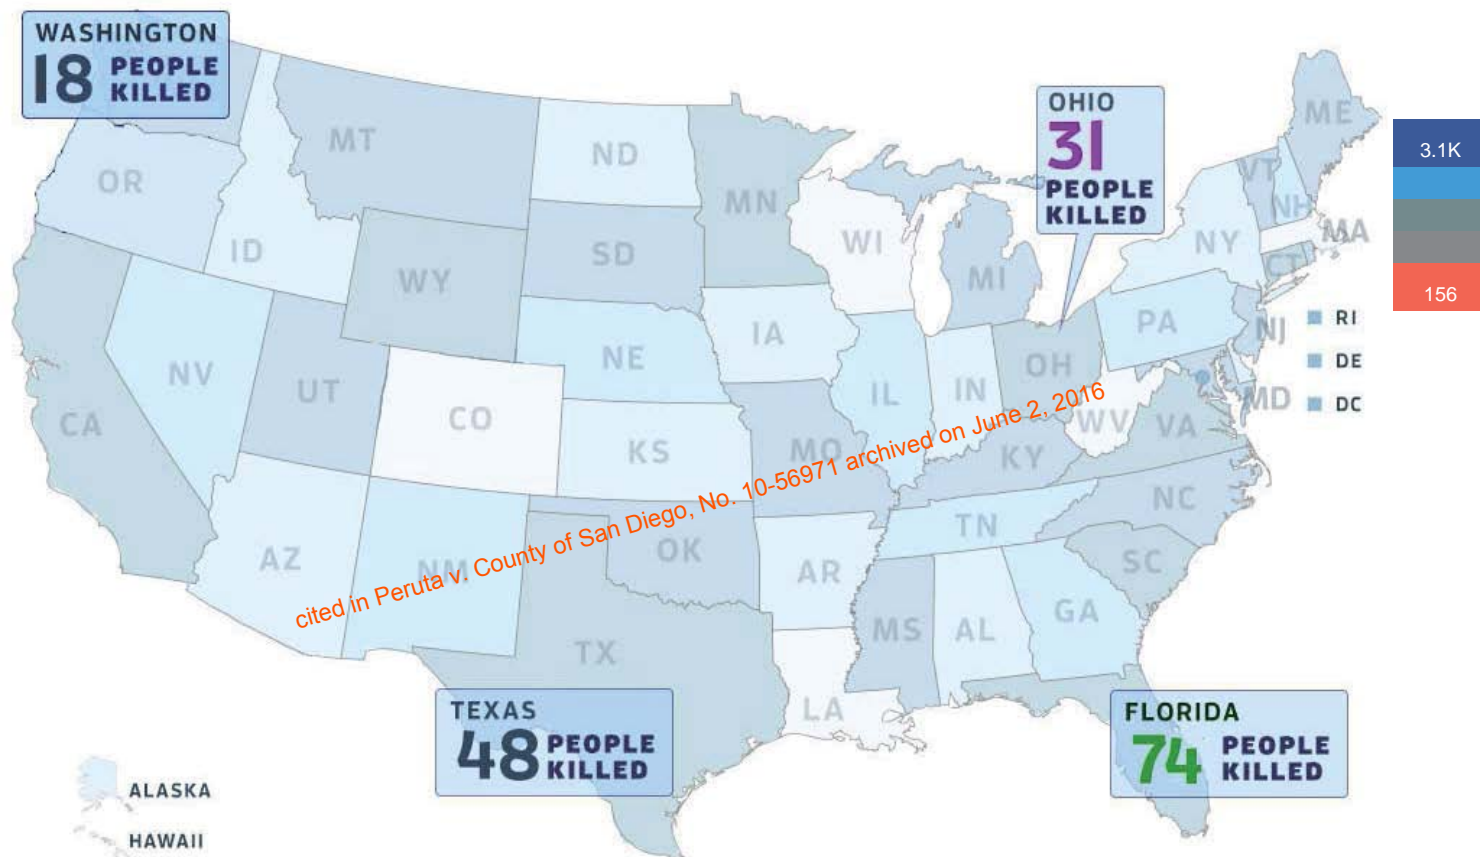 WASHINGTON
18 PEOPLE
KILLED
OHIO
31
PEOPLE
KILLED
3.1K
156
ME
MT
ND
VT
OR
MN
NH
WI
NY
MA
ID
SD
WY
MI
CT
IA
PA
NJ
RI
NE
OH
DE
NV
UT
IL
IN
MD
DC
CO
CA
KS
MO
KY
WV
VA
cited in Peruta v. County of San Diego, No. 10-56971 archived on June 2, 2016
NC
TN
AZ
NM
OK
AR
SC
MS
AL
GA
TX
LA
TEXAS
48 PEOPLE
KILLED
FLORIDA
74 PEOPLE
KILLED
ALASKA
HAWAII